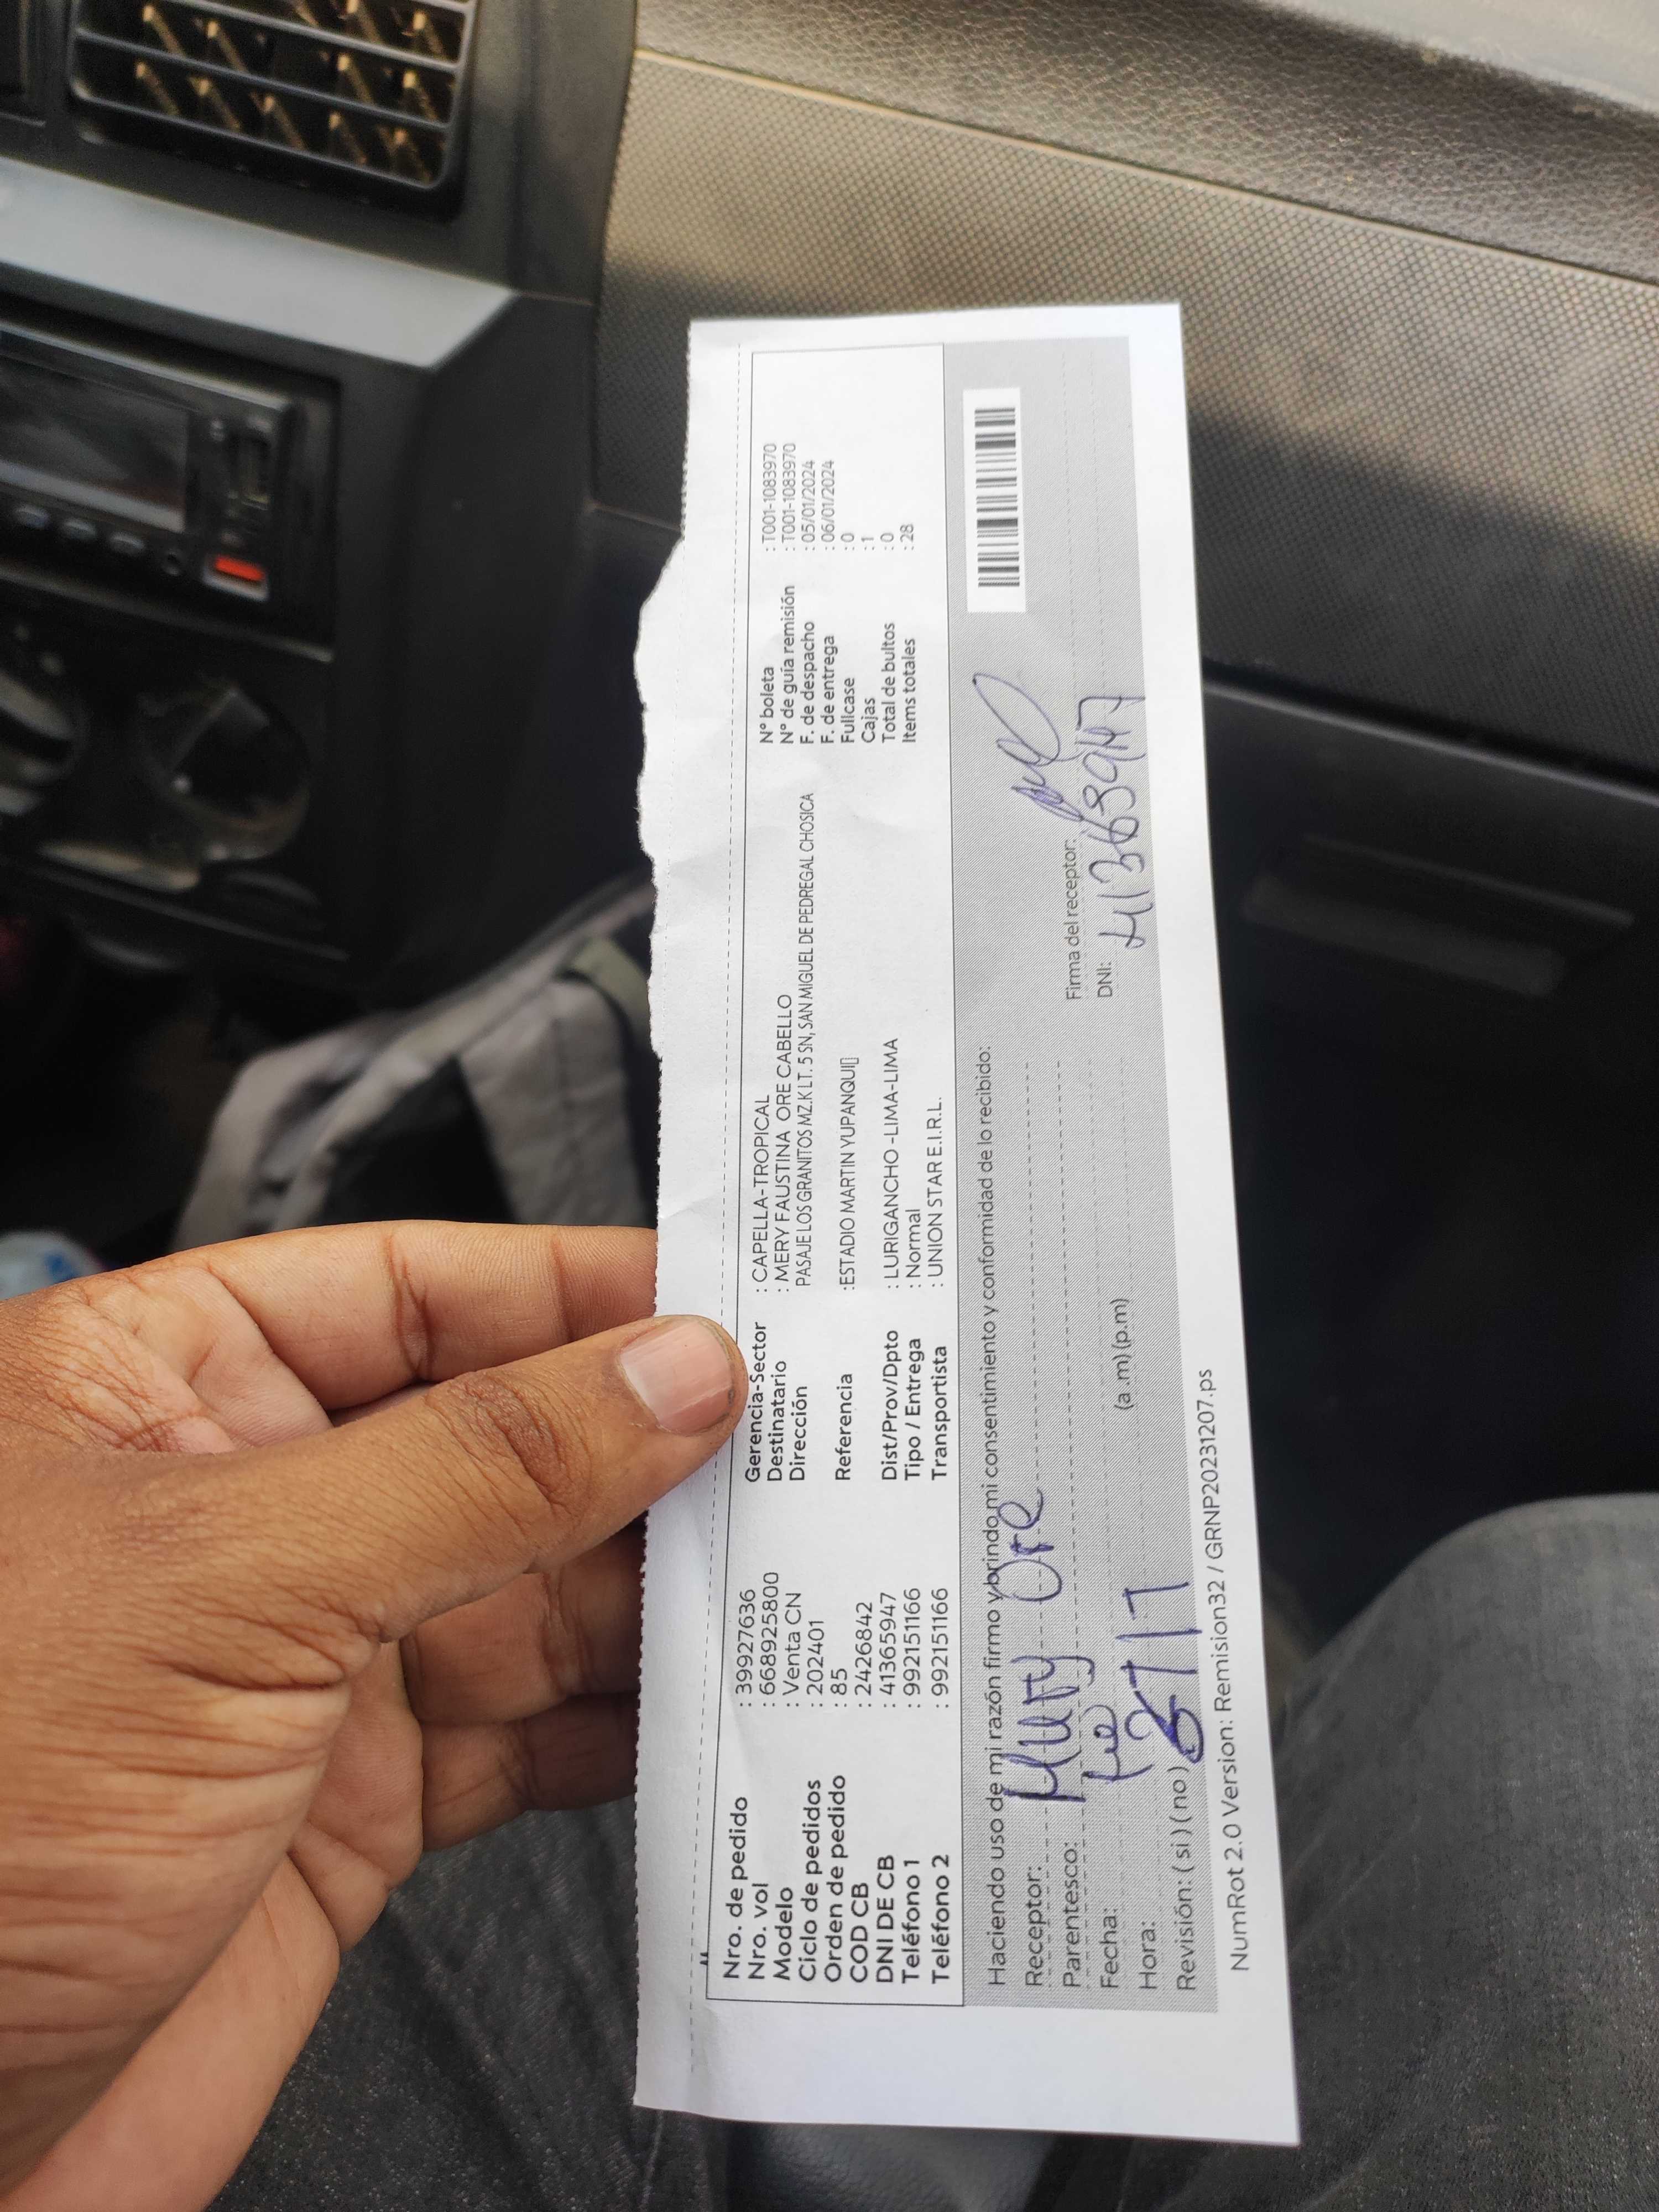 Nro. de pedido : 39927636
Nro. vol : 668925800
Modelo : Venta CN
Ciclo de pedidos : 202401
Orden de pedido : 85
COD CB : 2426842
DNI DE CB : 41365947
Teléfono 1 : 992151166
Teléfono 2 : 992151166
Gerencia-Sector : CAPELLA-TROPICAL
Destinatario : MERY FAUSTINA ORE CABELLO
Dirección PASAJE LOS GRANITOS MZ.K LT. 5 SN, SAN MIGUEL DE PEDREGAL CHOSICA
Referencia :ESTADIO MARTIN YUPANQUI▯
Dist/Prov/Dpto : LURIGANCHO -LIMA-LIMA
Tipo / Entrega : Normal
Transportista : UNION STAR E.I.R.L.
N° boleta : T001-1083970
N° de guía remisión : T001-1083970
F. de despacho : 05/01/2024
F. de entrega : 06/01/2024
Fullcase :0
Cajas :1
Total de bultos :0
Items totales :28
Haciendo uso de mi razón firmo y brindo mi consentimiento y conformidad de lo recibido:
Receptor: Mery Ore
Parentesco:
Fecha:
Hora: (a .m) (p.m)
Revisión: ( si ) ( no )
Firma del receptor:
DNI: 41365947
NumRot 2.0 Version: Remision32 / GRNP20231207.ps